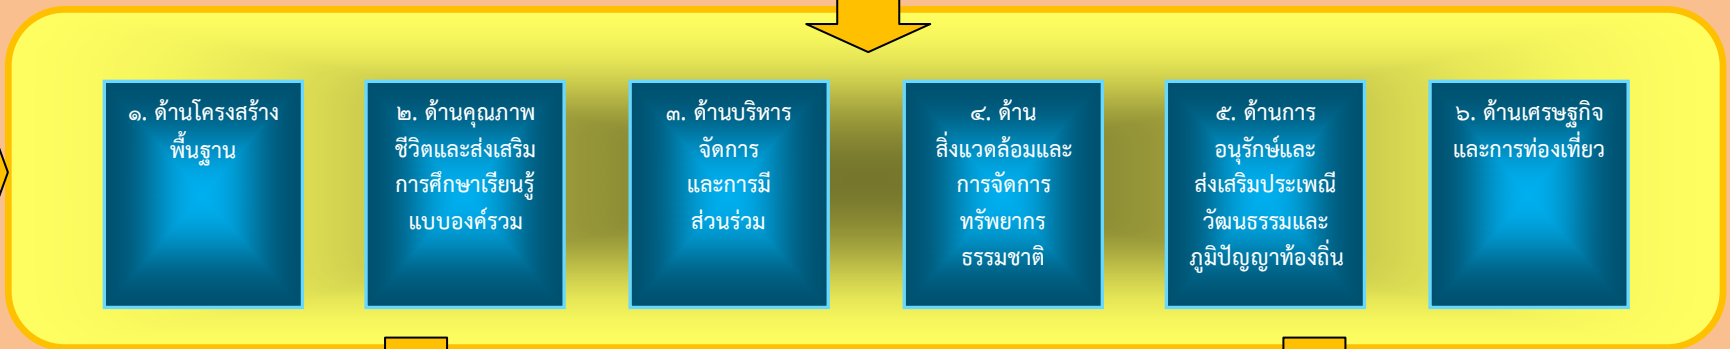 ๑. ด้านโครงสร้าง
พื้นฐาน
๒. ด้านคุณภาพ
ชีวิตและส่งเสริม
การศึกษาเรียนรู้
แบบองค์รวม
๓. ด้านบริหาร
จัดการ
และการมี
ส่วนร่วม
๔. ด้าน
สิ่งแวดล้อมและ
การจัดการ
ทรัพยากร
ธรรมชาติ
๕. ด้านการ
อนุรักษ์และ
ส่งเสริมประเพณี
วัฒนธรรมและ
ภูมิปัญญาท้องถิ่น
๖. ด้านเศรษฐกิจ
และการท่องเที่ยว